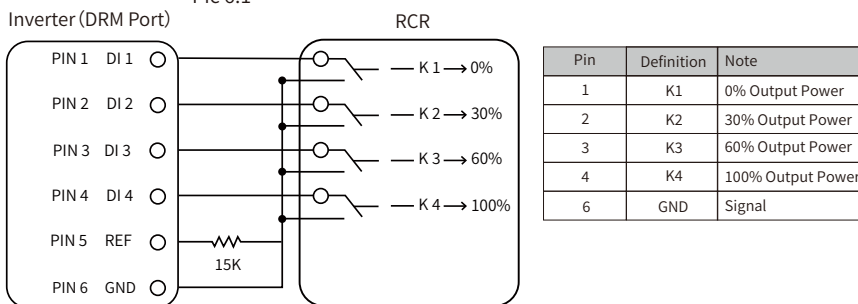 Inverter（DRM Port）
RCR
PIN 1 DI 1
PIN 2 DI 2
PIN 3 DI 3
PIN 4 DI 4
PIN 5 REF
PIN 6 GND
15K
K 1 → 0%
K 2 → 30%
K 3 → 60%
K 4 → 100%
Pin Definition Note
1 K1 0% Output Power
2 K2 30% Output Power
3 K3 60% Output Power
4 K4 100% Output Power
6 GND Signal